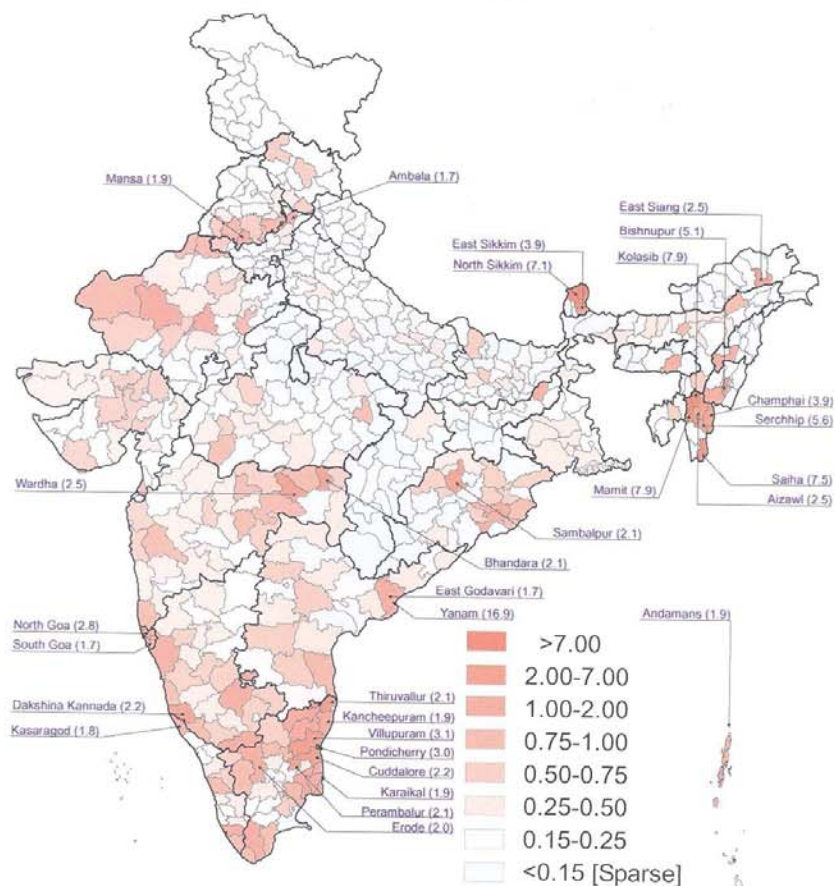 Mansa (1.9)
Ambala (1.7)
East Siang (2.5)
Bishnupur (5.1)
East Sikkim (3.9)
North Sikkim (7.1)
Kolasib (7.9)
Champhai (3.9)
Serchhip (5.6)
Wardha (2.5)
Saiha (7.5)
Mamit (7.9)
Aizawl (2.5)
Sambalpur (2.1)
Bhandara (2.1)
East Godavari (1.7)
Yanam (16.9)
Andamans (1.9)
North Goa (2.8)
South Goa (1.7)
>7.00
2.00-7.00
1.00-2.00
0.75-1.00
0.50-0.75
0.25-0.50
0.15-0.25
<0.15 [Sparse]
Dakshina Kannada (2.2)
Kasaragod (1.8)
Thiruvallur (2.1)
Kancheepuram (1.9)
Villupuram (3.1)
Pondicherry (3.0)
Cuddalore (2.2)
Karaikal (1.9)
Perambalur (2.1)
Erode (2.0)